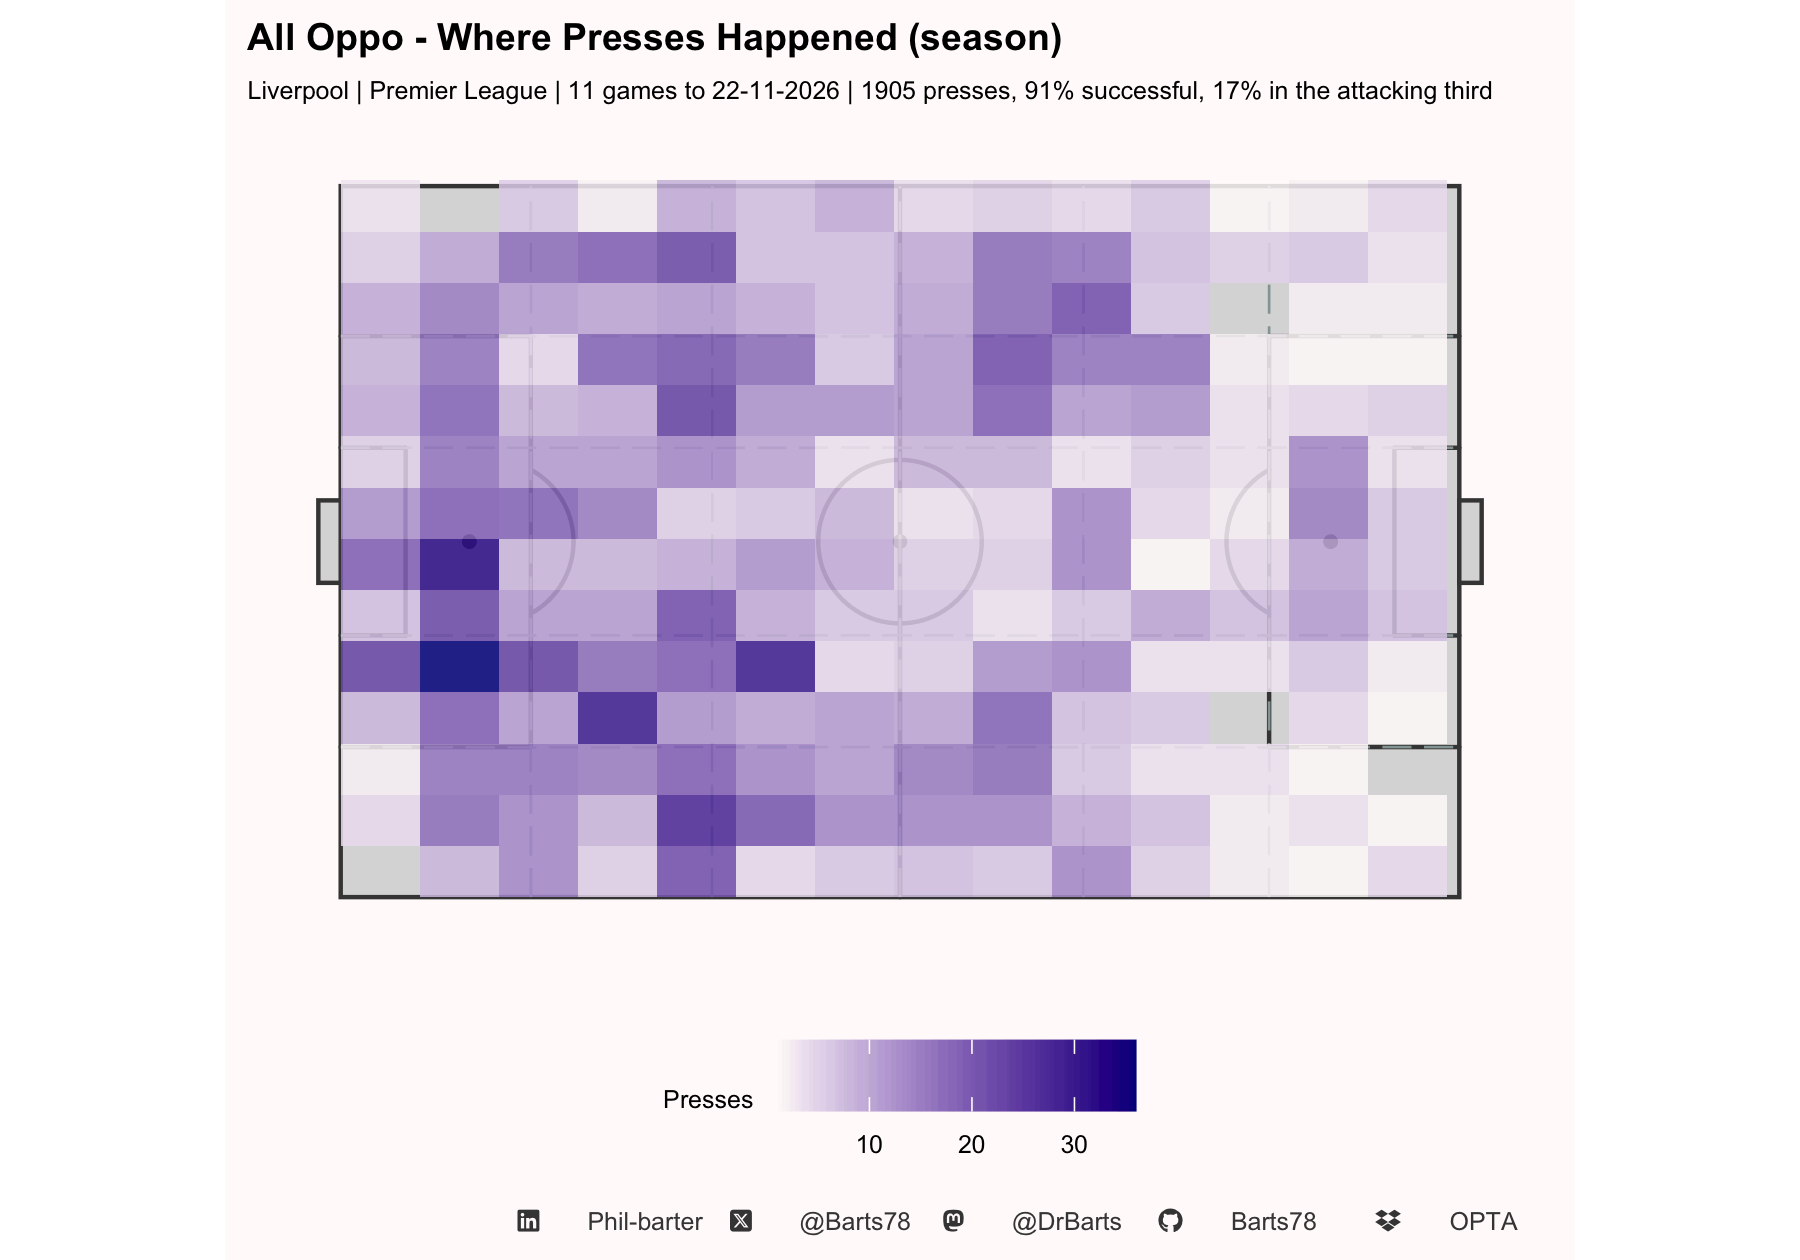 All Oppo - Where Presses Happened (season)
Liverpool | Premier League | 11 games to 22-11-2026 | 1905 presses, 91% successful, 17% in the attacking third
Presses
10 20 30
Phil-barter @Barts78 @DrBarts Barts78 OPTA